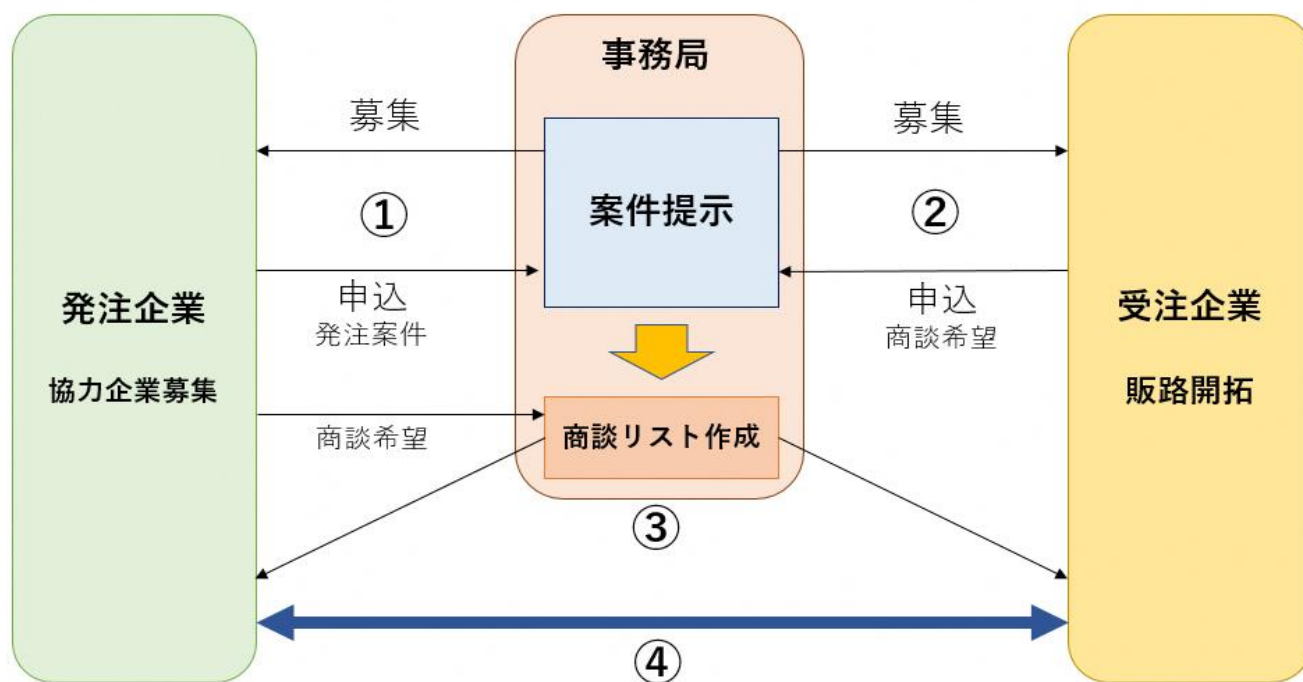 事務局
募集
募集
案件提示
①
②
発注企業
協力企業募集
申込
発注案件
申込
商談希望
受注企業
販路開拓
商談希望
商談リスト作成
③
④